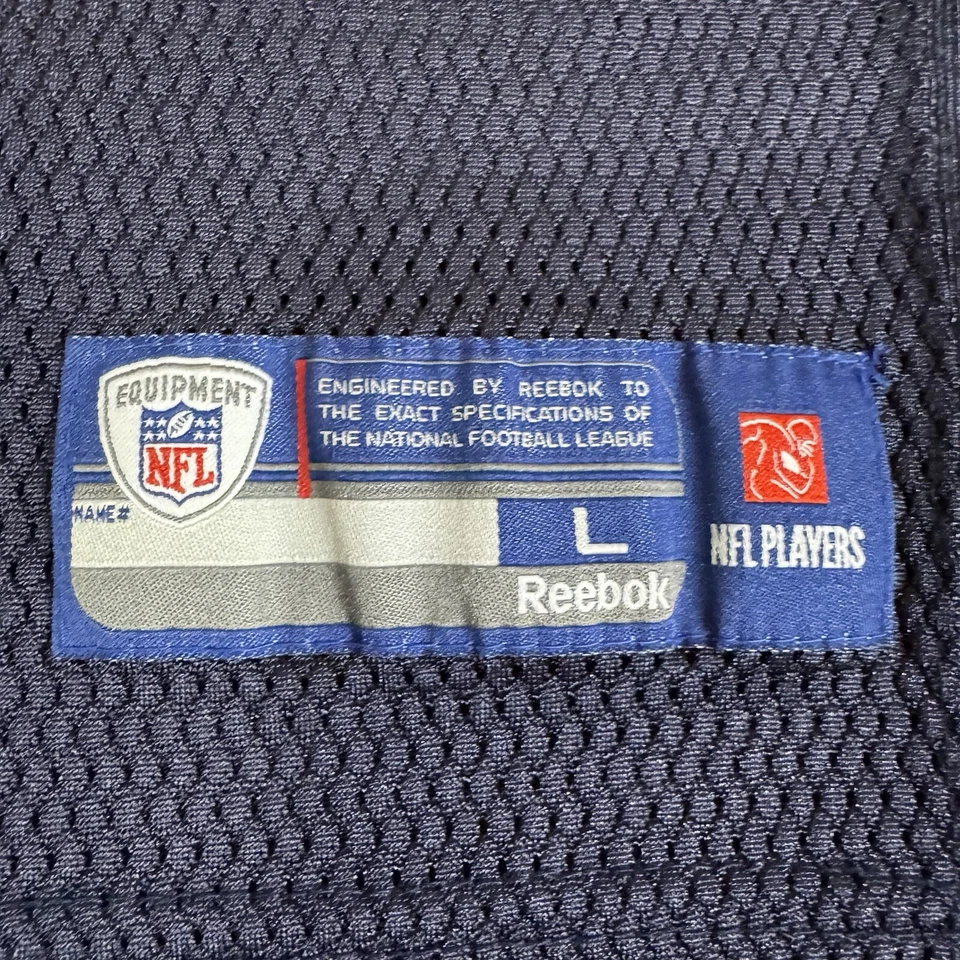 EQUIPMENT
NFL
ENGINEERED BY REEBOK TO
THE EXACT SPECIFICATIONS OF
THE NATIONAL FOOTBALL LEAGUE
NAME#
L
Reebok
NFL PLAYERS